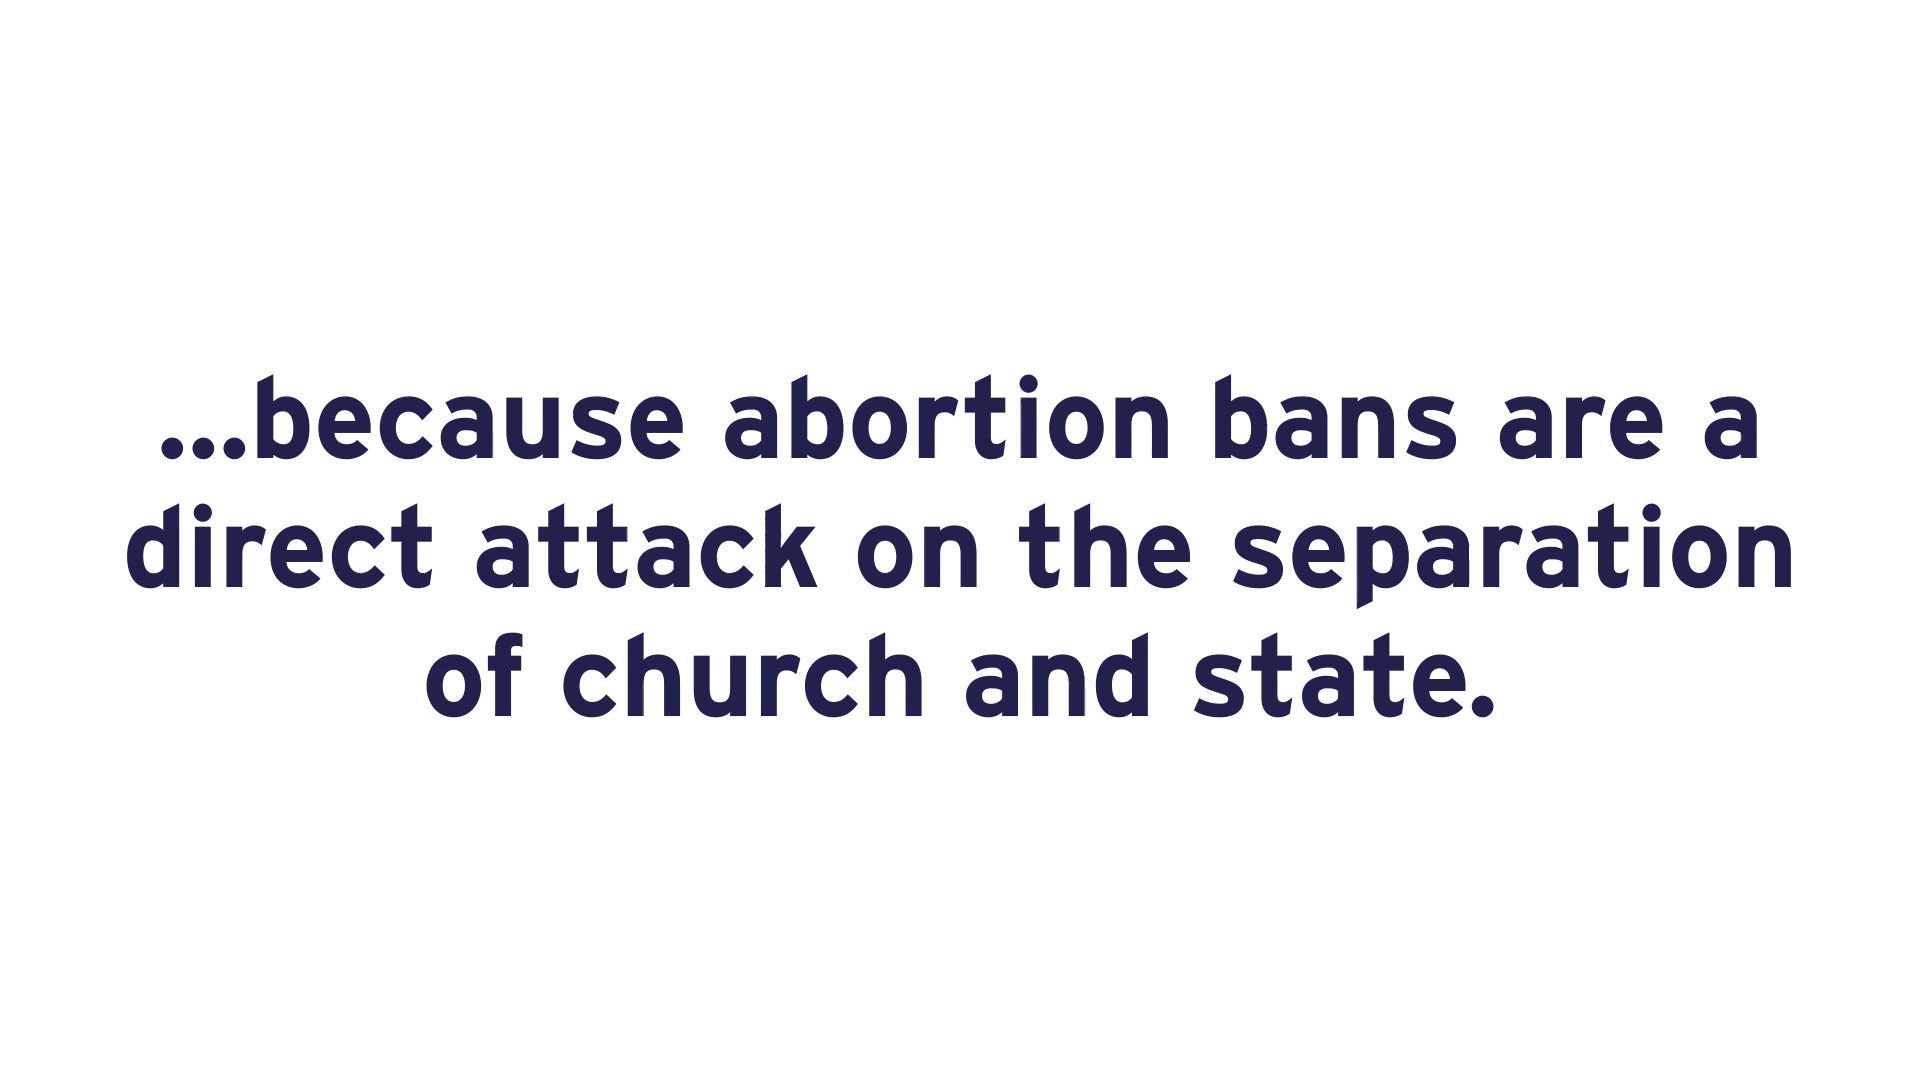 ...because abortion bans are a
direct attack on the separation
of church and state.